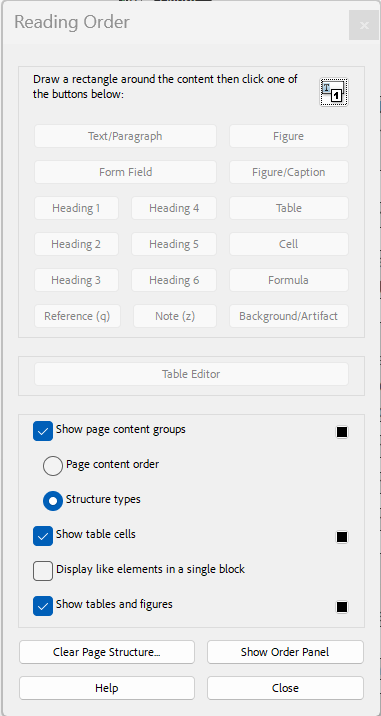 Reading Order
Draw a rectangle around the content then click one of
the buttons below:
Text/Paragraph
Figure
Form Field
Figure/Caption
Heading 1
Heading 4
Table
Heading 2
Heading 5
Cell
Heading 3
Heading 6
Formula
Reference (q)
Note (z)
Background/Artifact
Table Editor
Show page content groups
Page content order
Structure types
Show table cells
Display like elements in a single block
Show tables and figures
Clear Page Structure...
Show Order Panel
Help
Close